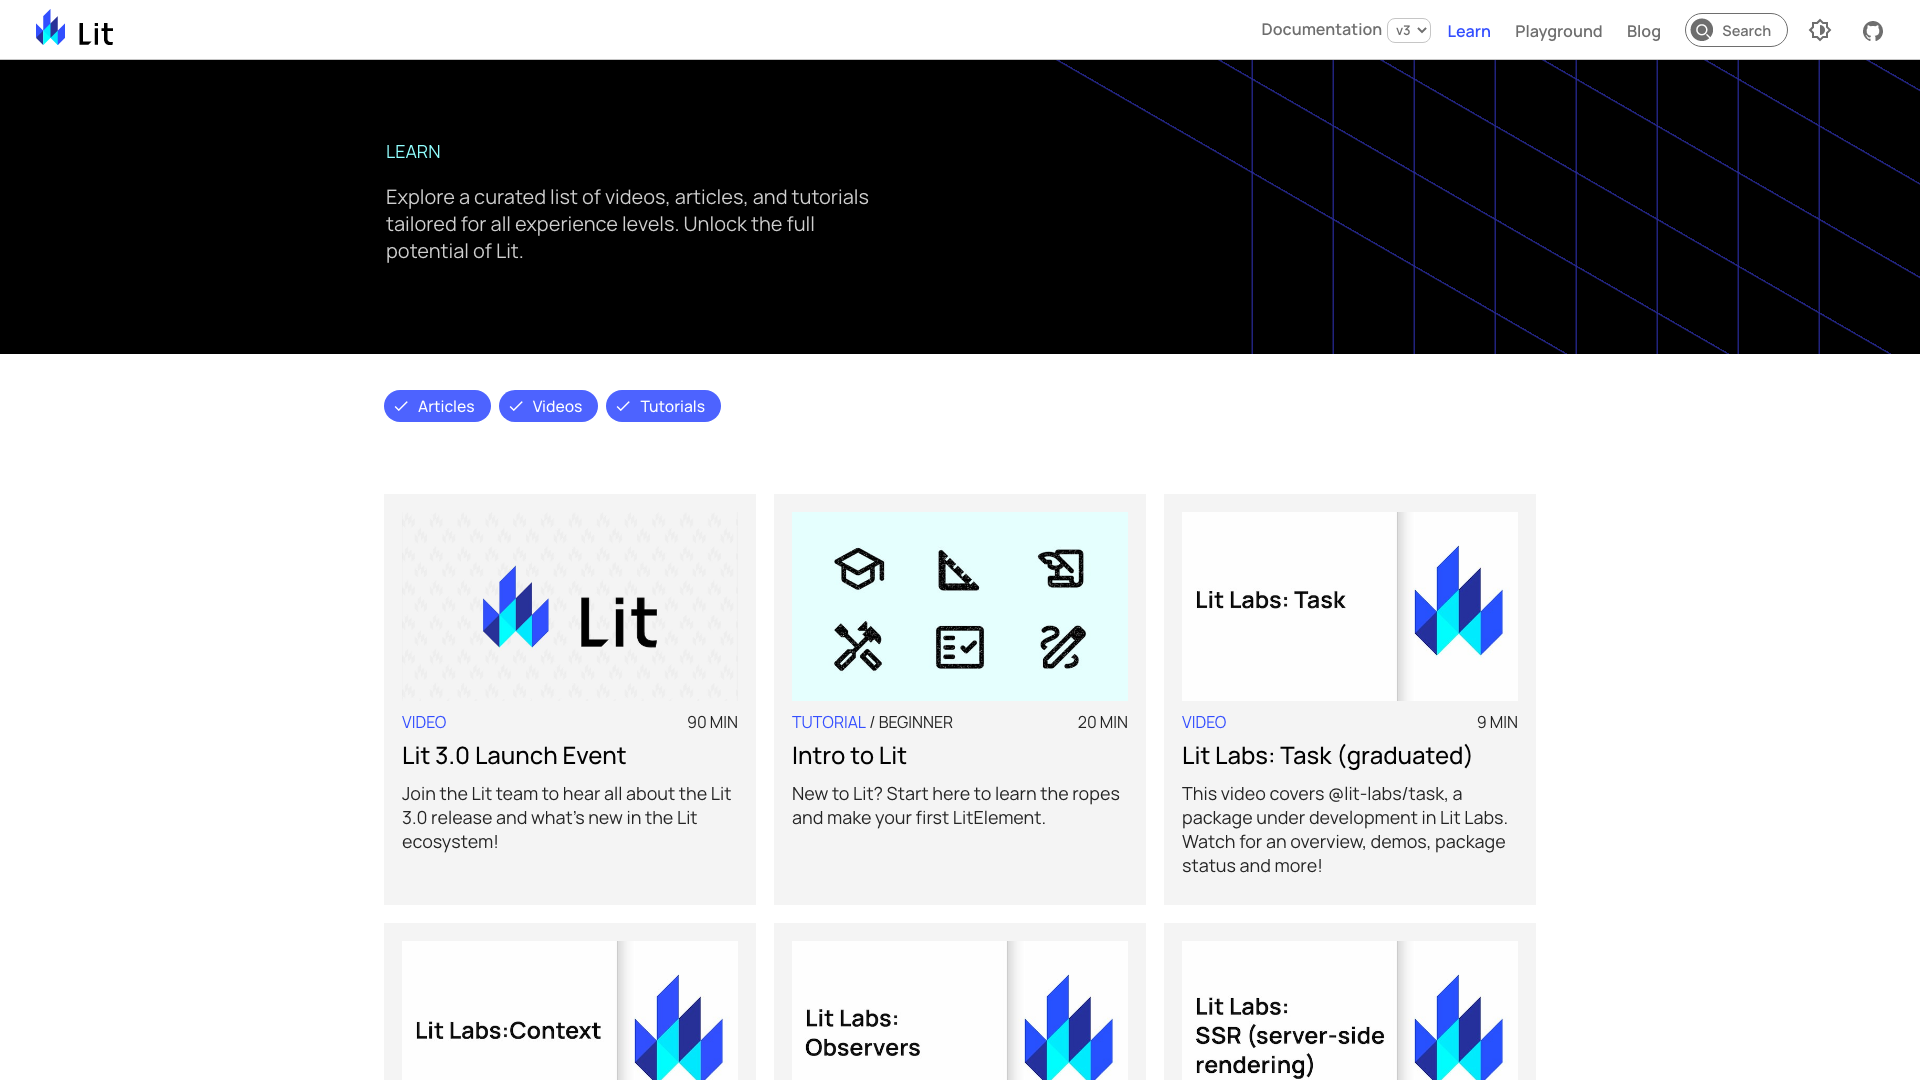 Lit
Documentation v3 Learn Playground Blog Search
LEARN
Explore a curated list of videos, articles, and tutorials
tailored for all experience levels. Unlock the full
potential of Lit.
Articles Videos Tutorials
Lit
VIDEO 90 MIN
Lit 3.0 Launch Event
Join the Lit team to hear all about the Lit
3.0 release and what's new in the Lit
ecosystem!
TUTORIAL / BEGINNER 20 MIN
Intro to Lit
New to Lit? Start here to learn the ropes
and make your first LitElement.
Lit Labs: Task
VIDEO 9 MIN
Lit Labs: Task (graduated)
This video covers @lit-labs/task, a
package under development in Lit Labs.
Watch for an overview, demos, package
status and more!
Lit Labs:Context
Lit Labs:
Observers
Lit Labs:
SSR (server-side
rendering)